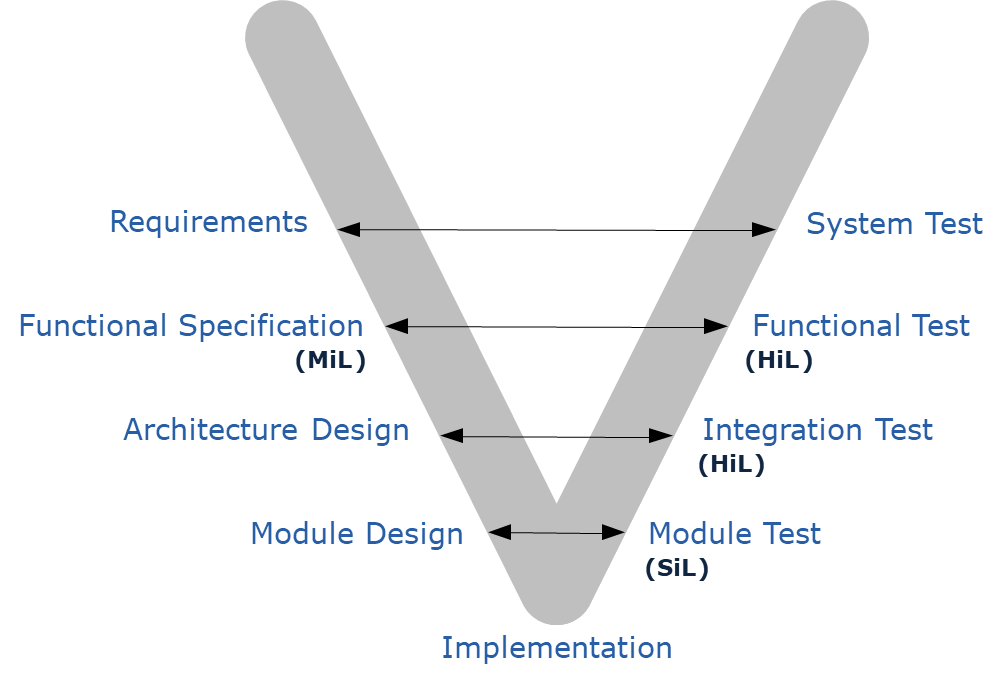 Requirements
System Test
Functional Specification
(MiL)
Functional Test
(HiL)
Architecture Design
Integration Test
(HiL)
Module Design
Module Test
(SiL)
Implementation